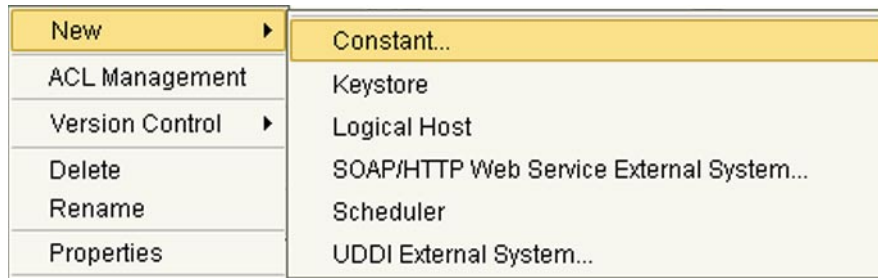 New
ACL Management
Version Control
Delete
Rename
Properties
Constant...
Keystore
Logical Host
SOAP/HTTP Web Service External System...
Scheduler
UDDI External System...